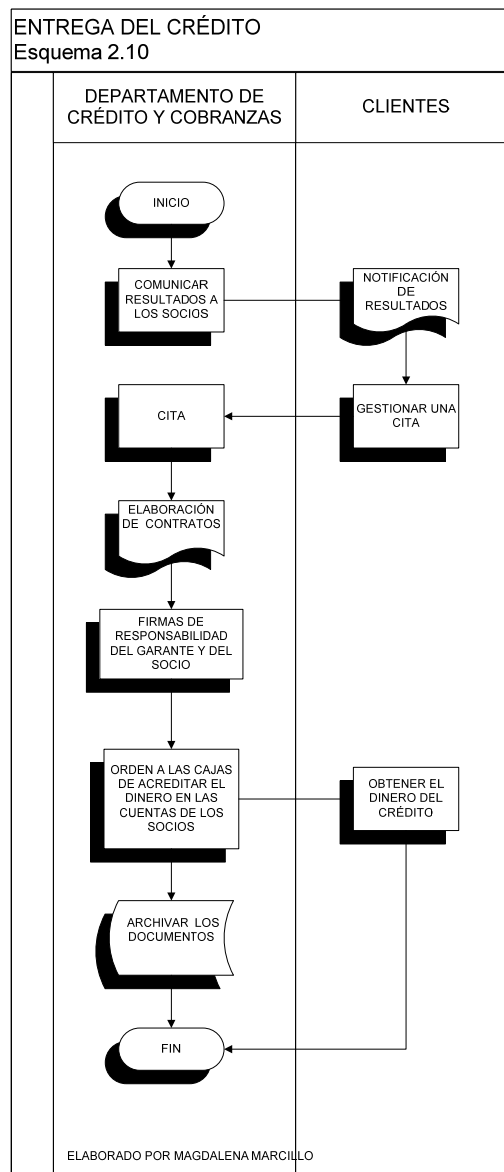 ENTREGA DEL CRÉDITO
Esquema 2.10
DEPARTAMENTO DE
CRÉDITO Y COBRANZAS
CLIENTES
INICIO
COMUNICAR
RESULTADOS A
LOS SOCIOS
NOTIFICACIÓN
DE
RESULTADOS
GESTIONAR UNA
CITA
CITA
ELABORACIÓN
DE CONTRATOS
FIRMAS DE
RESPONSABILIDAD
DEL GARANTE Y DEL
SOCIO
ORDEN A LAS CAJAS
DE ACREDITAR EL
DINERO EN LAS
CUENTAS DE LOS
SOCIOS
OBTENER EL
DINERO DEL
CRÉDITO
ARCHIVAR LOS
DOCUMENTOS
FIN
ELABORADO POR MAGDALENA MARCILLO